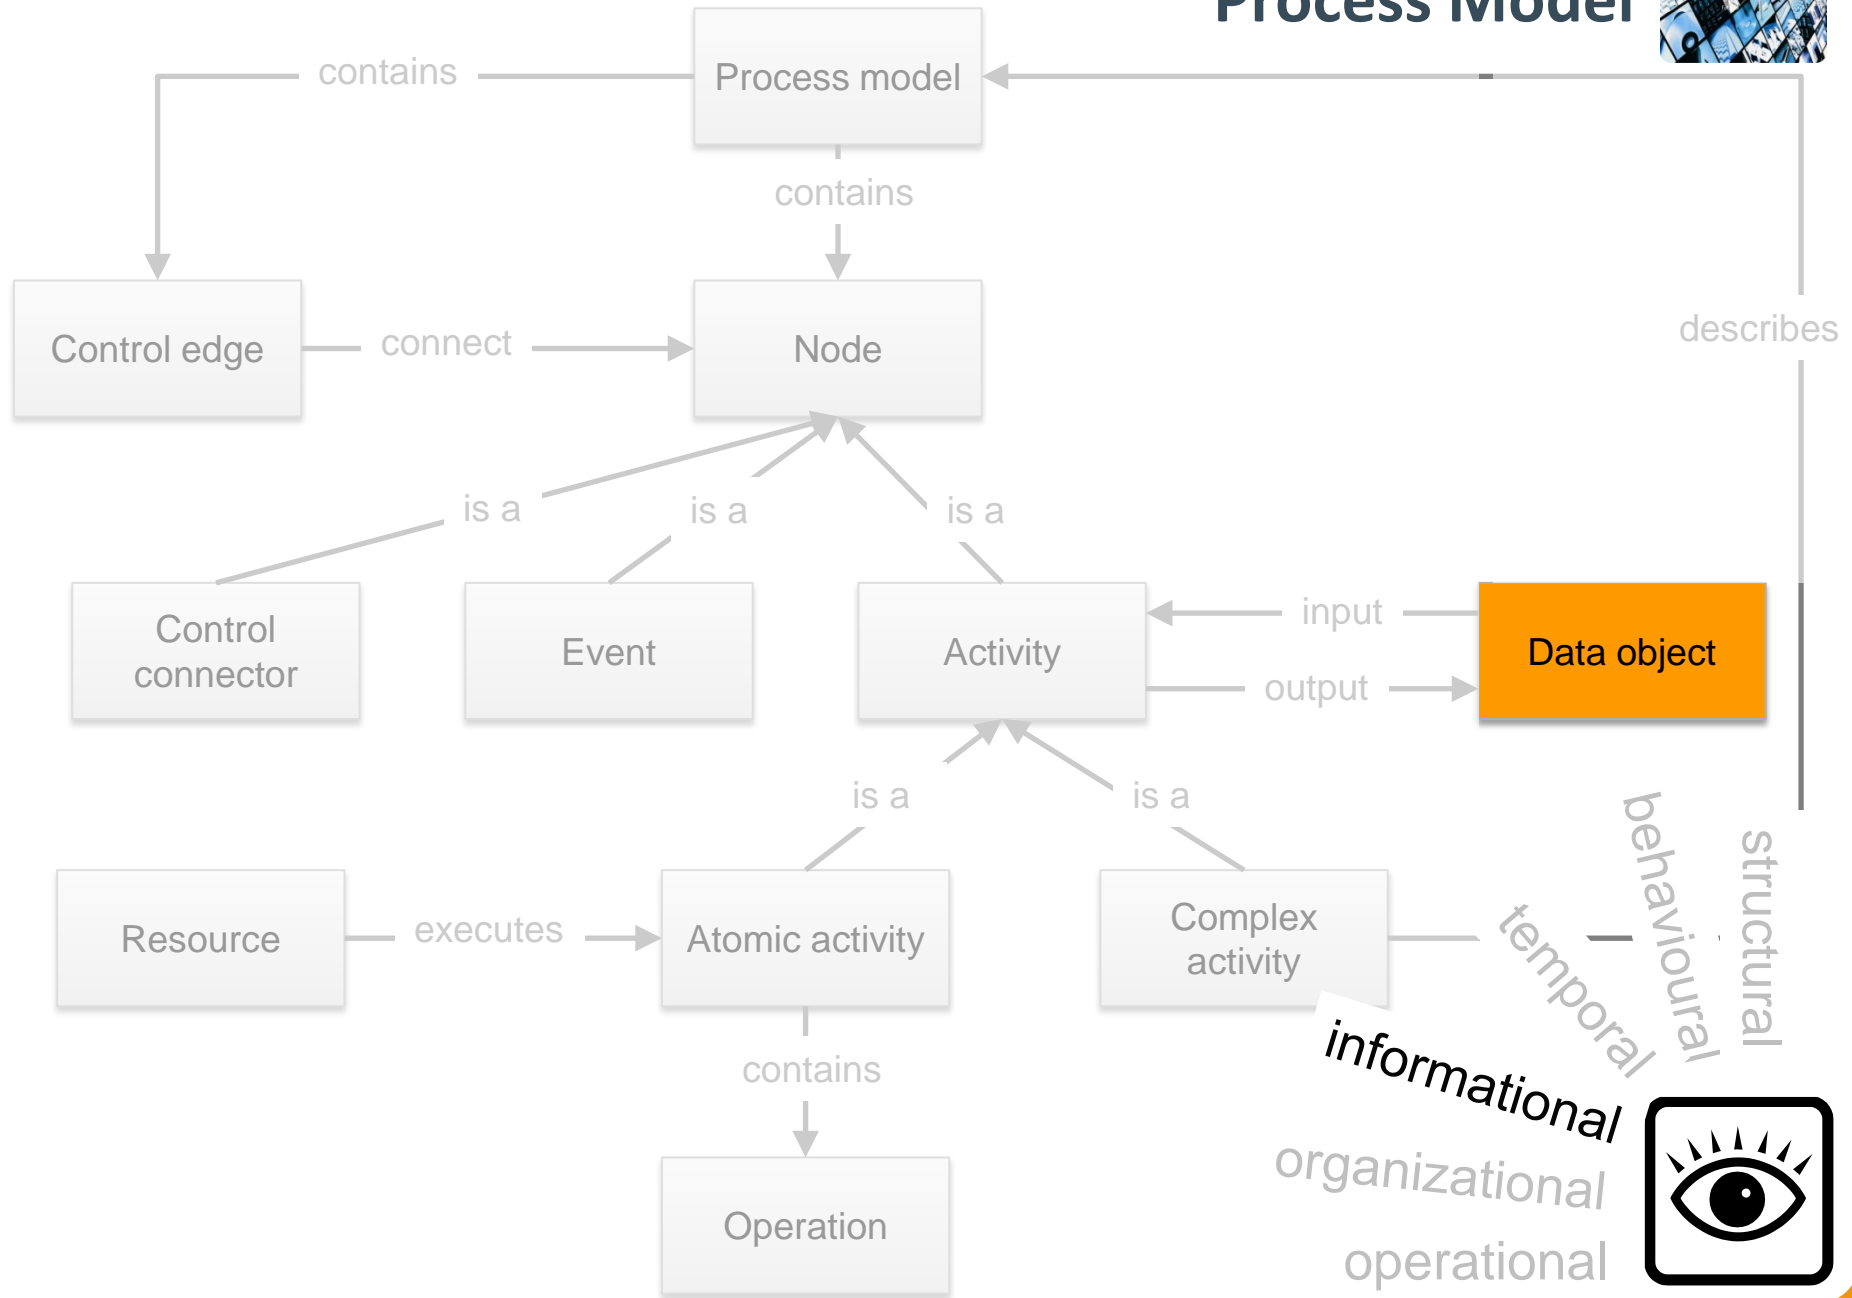 Process Model
contains
Process model
contains
Control edge
connect
Node
describes
is a
is a
is a
Control
connector
Event
Activity
input
output
Data object
is a
is a
Resource
executes
Atomic activity
Complex
activity
contains
Operation
structural
behavioural
temporal
informational
organizational
operational